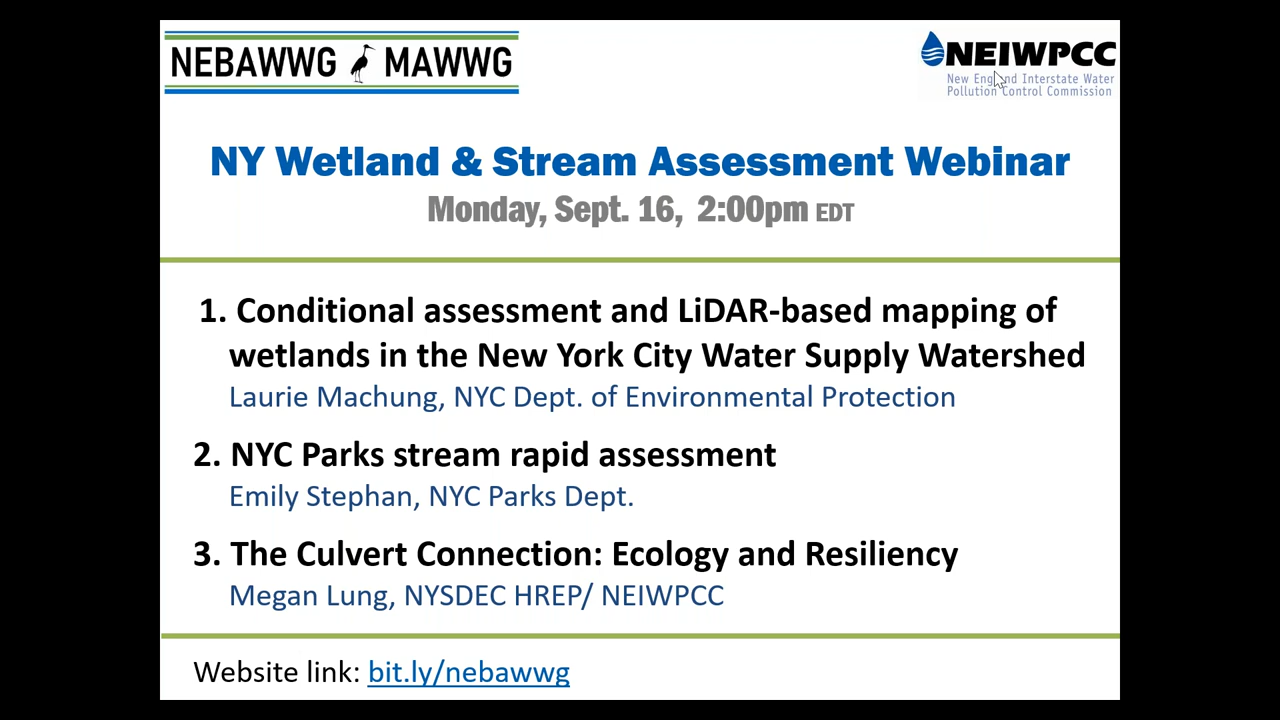 NEBAWWG MAWWG
NEIWPCC
New England Interstate Water
Pollution Control Commission
NY Wetland & Stream Assessment Webinar
Monday, Sept. 16, 2:00pm EDT
1. Conditional assessment and LiDAR-based mapping of
wetlands in the New York City Water Supply Watershed
Laurie Machung, NYC Dept. of Environmental Protection
2. NYC Parks stream rapid assessment
Emily Stephan, NYC Parks Dept.
3. The Culvert Connection: Ecology and Resiliency
Megan Lung, NYSDEC HREP/ NEIWPCC
Website link: bit.ly/nebawwg